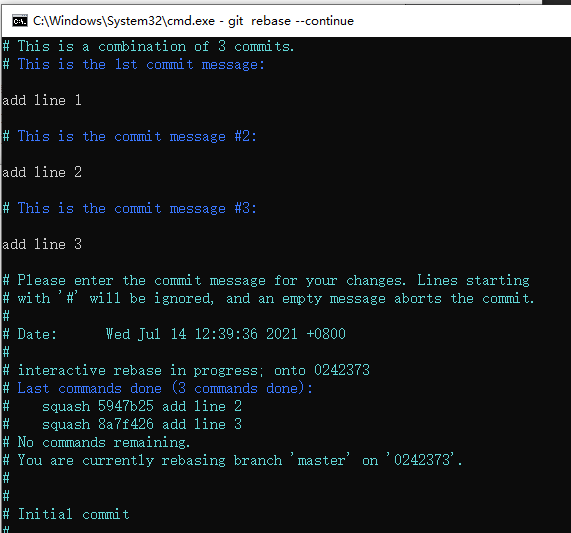 C:\Windows\System32\cmd.exe - git rebase --continue
# This is a combination of 3 commits.
# This is the 1st commit message:
add line 1
# This is the commit message #2:
add line 2
# This is the commit message #3:
add line 3
# Please enter the commit message for your changes. Lines starting
# with '#' will be ignored, and an empty message aborts the commit.
#
# Date:      Wed Jul 14 12:39:36 2021 +0800
#
# interactive rebase in progress; onto 0242373
# Last commands done (3 commands done):
#    squash 5947b25 add line 2
#    squash 8a7f426 add line 3
# No commands remaining.
# You are currently rebasing branch 'master' on '0242373'.
#
#
# Initial commit
#